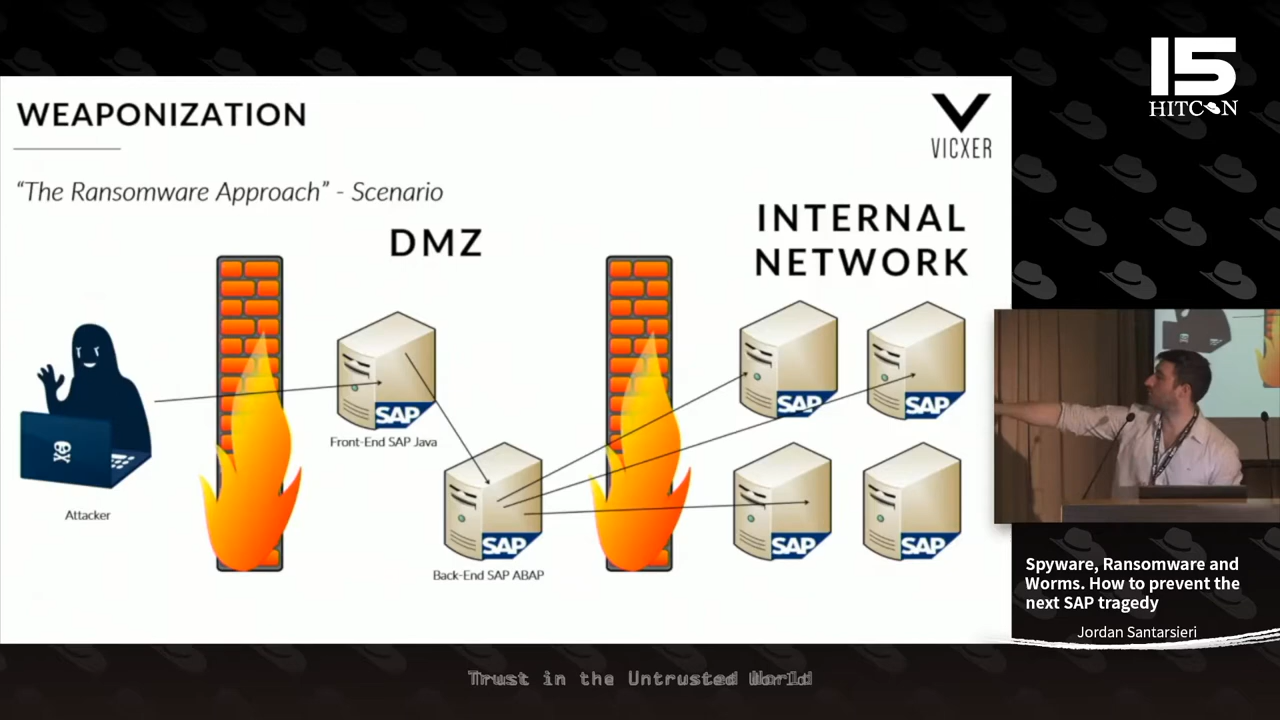 WEAPONIZATION
VICXER
"The Ransomware Approach" - Scenario
DMZ
INTERNAL
NETWORK
SAP
Front-End SAP Java
SAP
Back-End SAP ABAP
SAP
SAP
SAP
SAP
Attacker
15
HITCON
Spyware, Ransomware and
Worms. How to prevent the
next SAP tragedy
Jordan Santarsieri
Trust in the Untrusted World